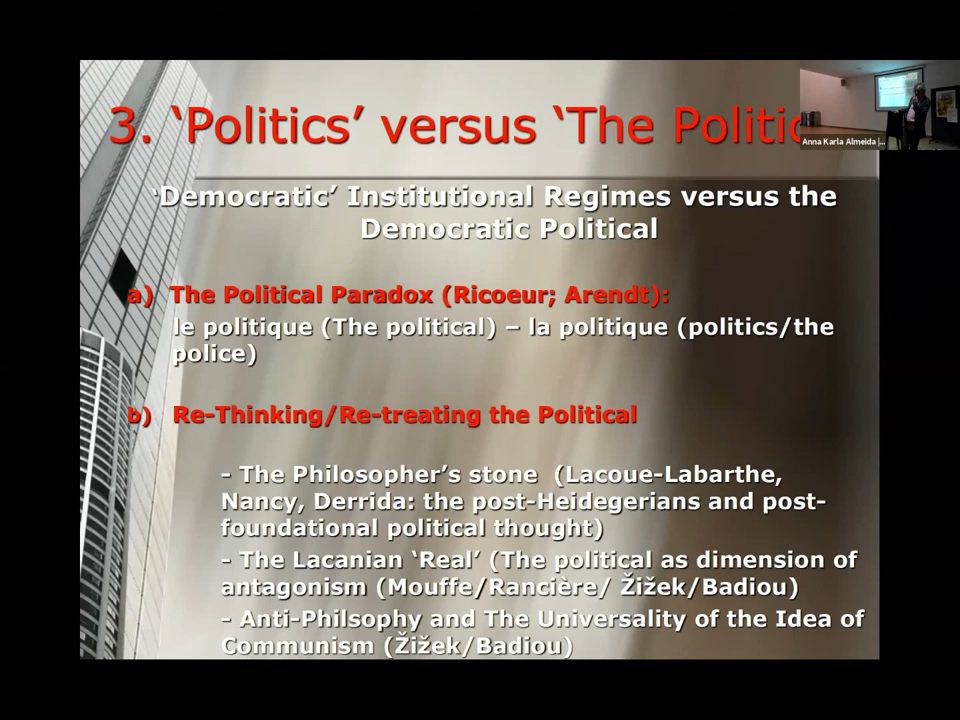 3. ‘Politics’ versus ‘The Politic
Anna Karla Almeida |...
‘Democratic’ Institutional Regimes versus the
Democratic Political
a) The Political Paradox (Ricoeur; Arendt):
le politique (The political) – la politique (politics/the
police)
b) Re-Thinking/Re-treating the Political
- The Philosopher’s stone (Lacoue-Labarthe,
Nancy, Derrida: the post-Heidegerians and post-
foundational political thought)
- The Lacanian ‘Real’ (The political as dimension of
antagonism (Mouffe/Rancière/ Žižek/Badiou)
- Anti-Philsophy and The Universality of the Idea of
Communism (Žižek/Badiou)